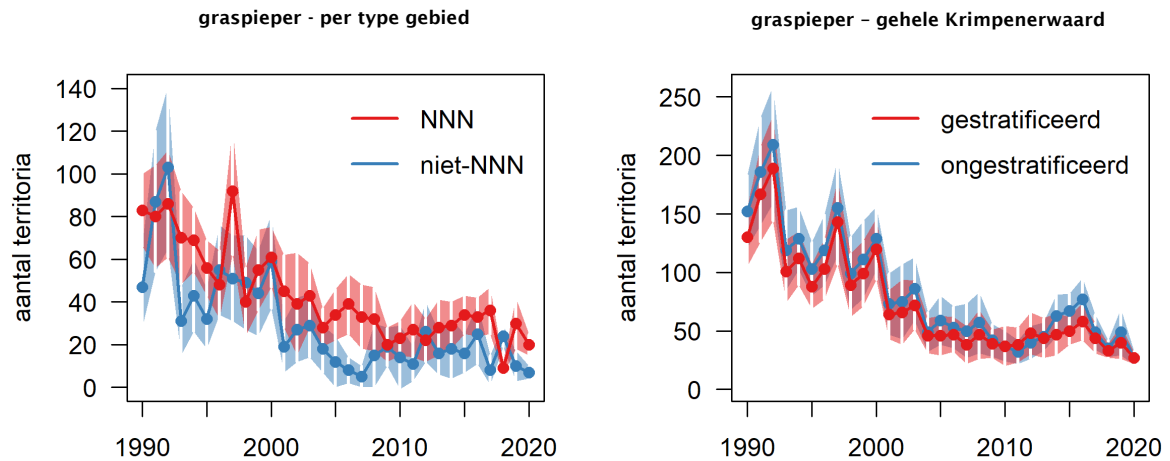 graspieper - per type gebied
aantal territoria
140
120
100
80
60
40
20
0
NNN
niet-NNN
1990
2000
2010
2020
graspieper – gehele Krimpenerwaard
aantal territoria
250
200
150
100
50
0
gestratificeerd
ongestratificeerd
1990
2000
2010
2020